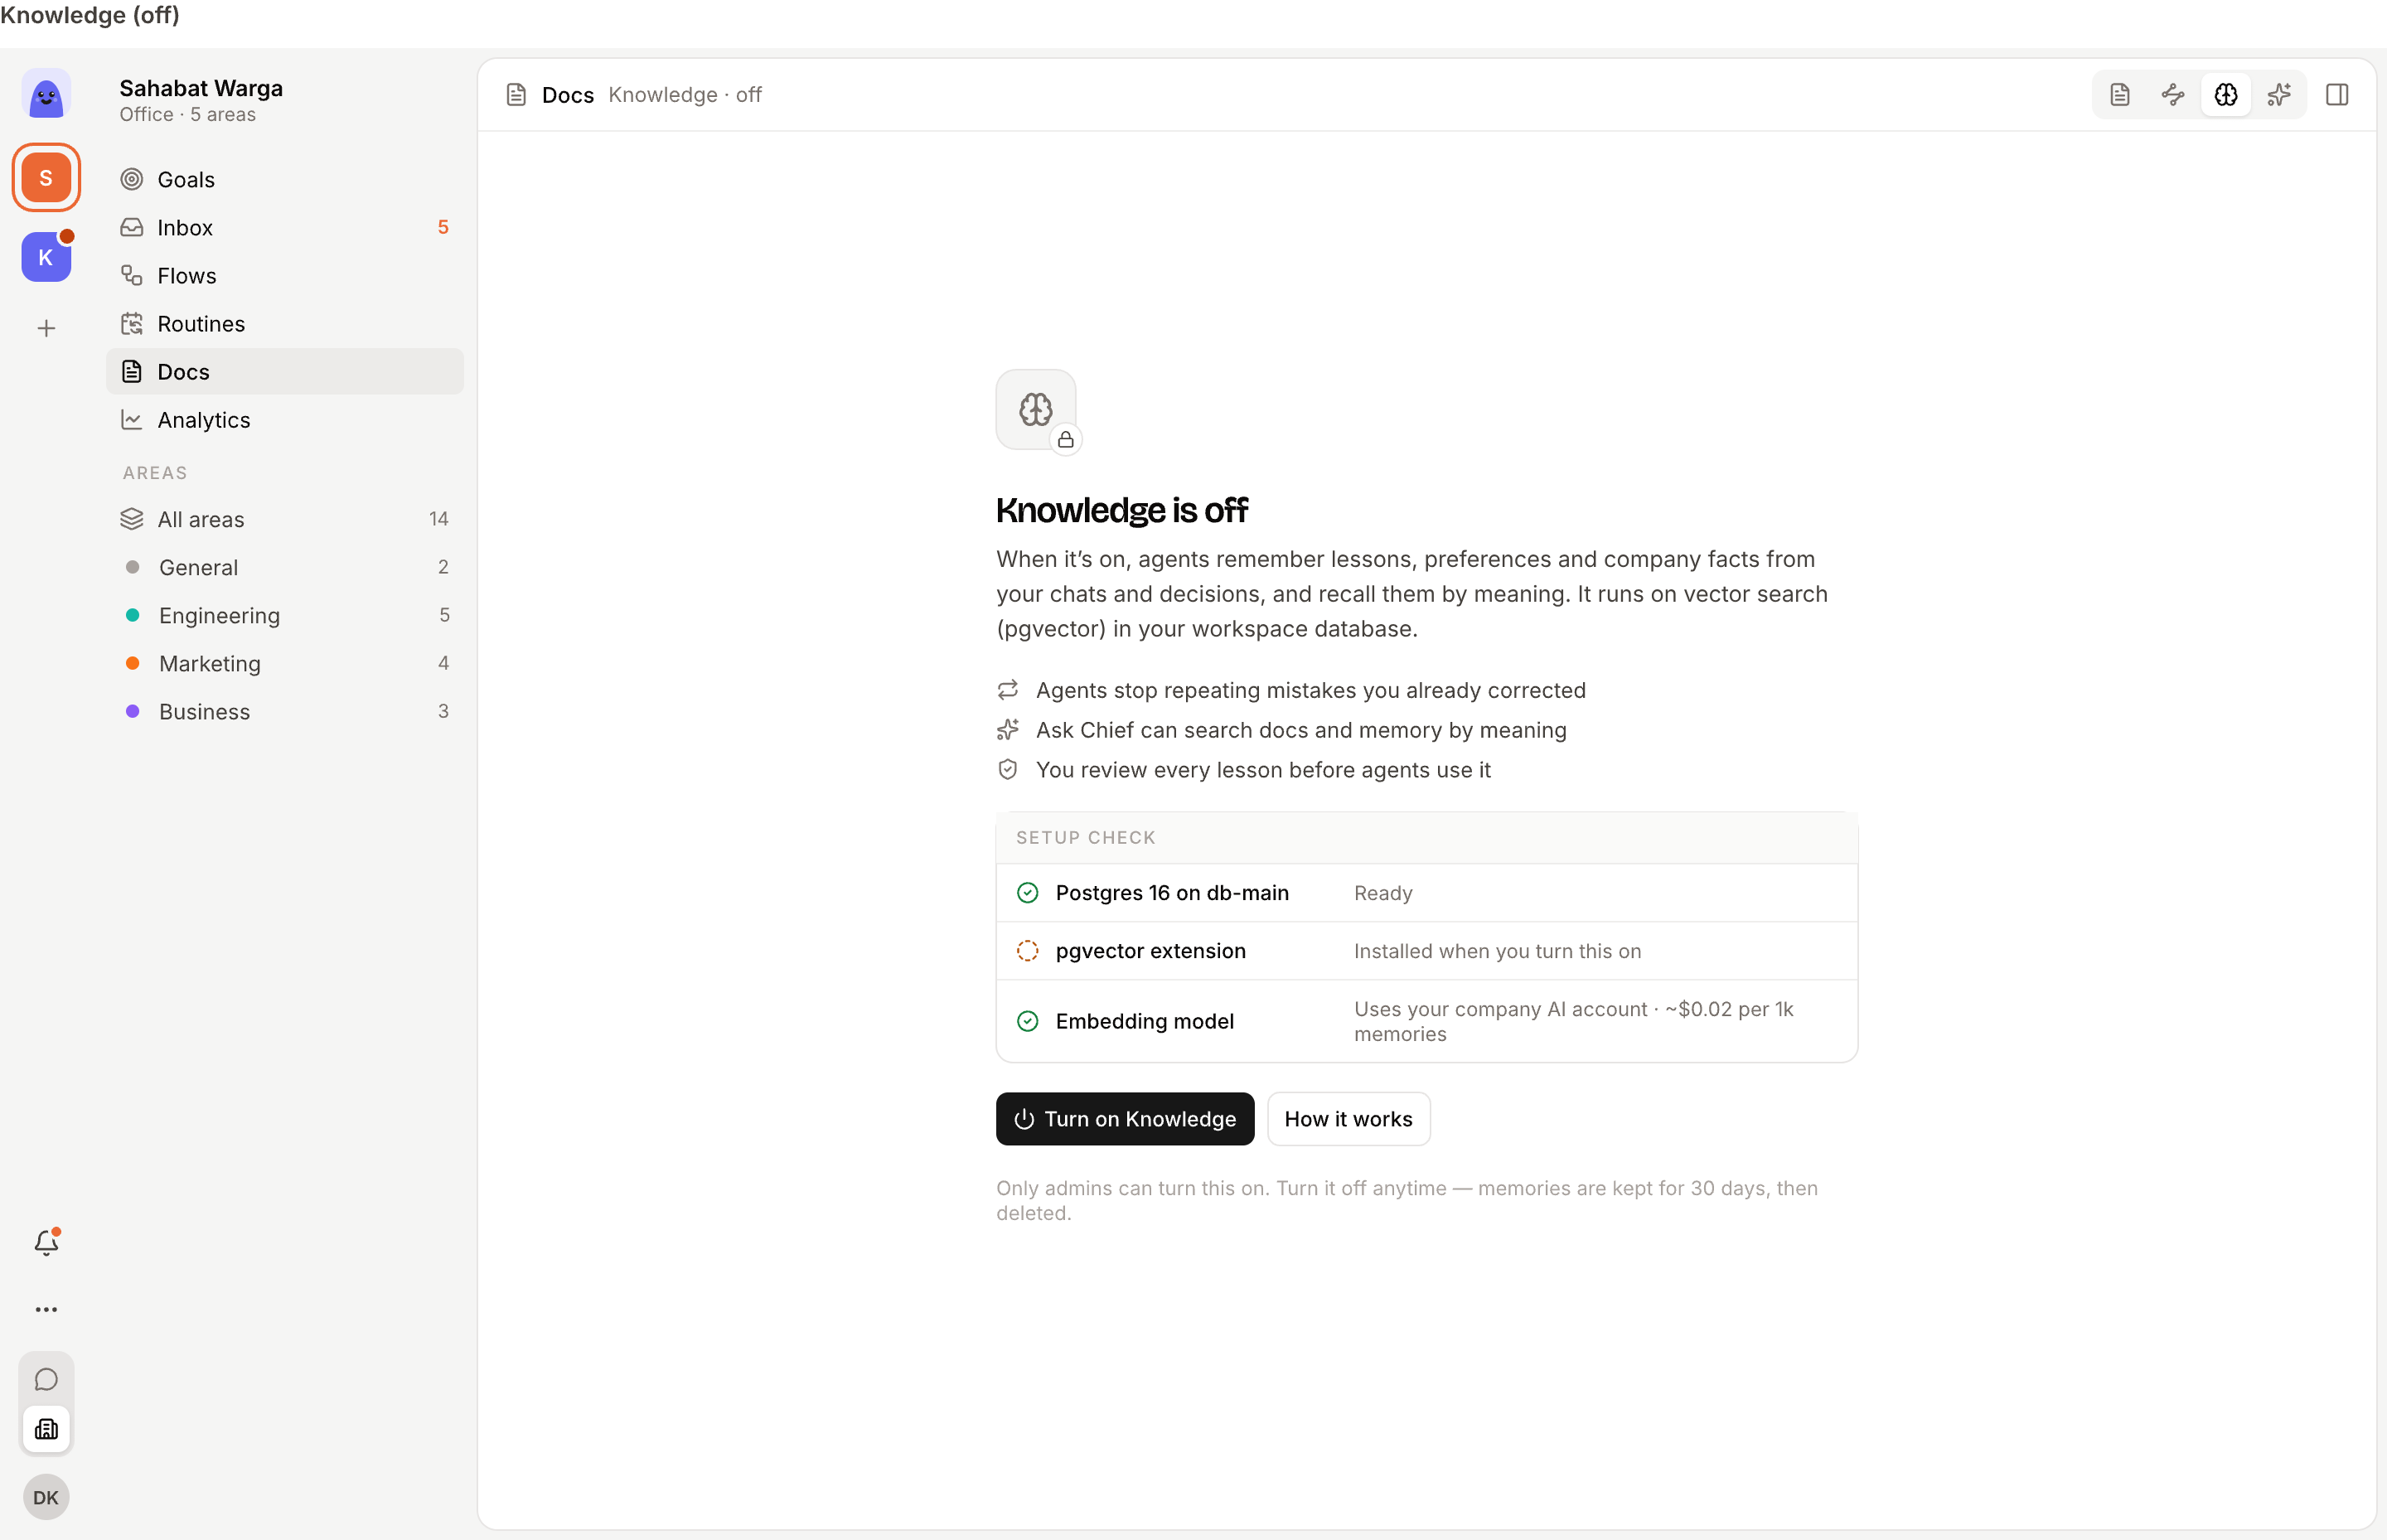 Knowledge (off)
Sahabat Warga
Office · 5 areas
S
K
Goals
Inbox 5
Flows
Routines
Docs
Analytics
AREAS
All areas 14
General 2
Engineering 5
Marketing 4
Business 3
DK
Docs Knowledge · off
Knowledge is off
When it’s on, agents remember lessons, preferences and company facts from
your chats and decisions, and recall them by meaning. It runs on vector search
(pgvector) in your workspace database.
Agents stop repeating mistakes you already corrected
Ask Chief can search docs and memory by meaning
You review every lesson before agents use it
SETUP CHECK
Postgres 16 on db-main Ready
pgvector extension Installed when you turn this on
Embedding model Uses your company AI account · ~$0.02 per 1k
memories
Turn on Knowledge How it works
Only admins can turn this on. Turn it off anytime — memories are kept for 30 days, then
deleted.